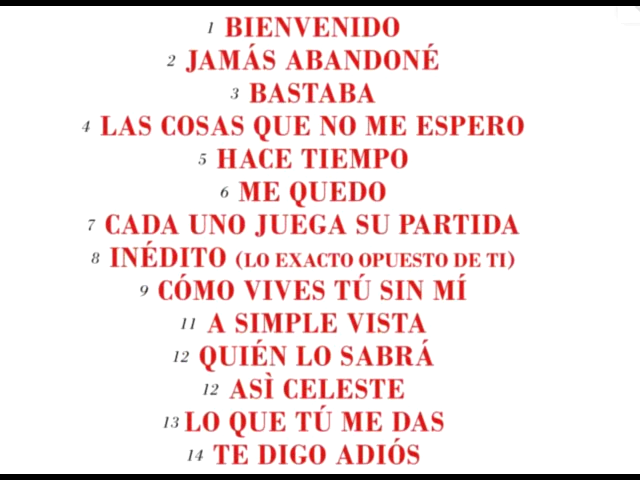 1 BIENVENIDO
2 JAMÁS ABANDONÉ
3 BASTABA
4 LAS COSAS QUE NO ME ESPERO
5 HACE TIEMPO
6 ME QUEDO
7 CADA UNO JUEGA SU PARTIDA
8 INÉDITO (LO EXACTO OPUESTO DE TI)
9 CÓMO VIVES TÚ SIN MÍ
11 A SIMPLE VISTA
12 QUIÉN LO SABRÁ
12 ASÌ CELESTE
13 LO QUE TÚ ME DAS
14 TE DIGO ADIÓS